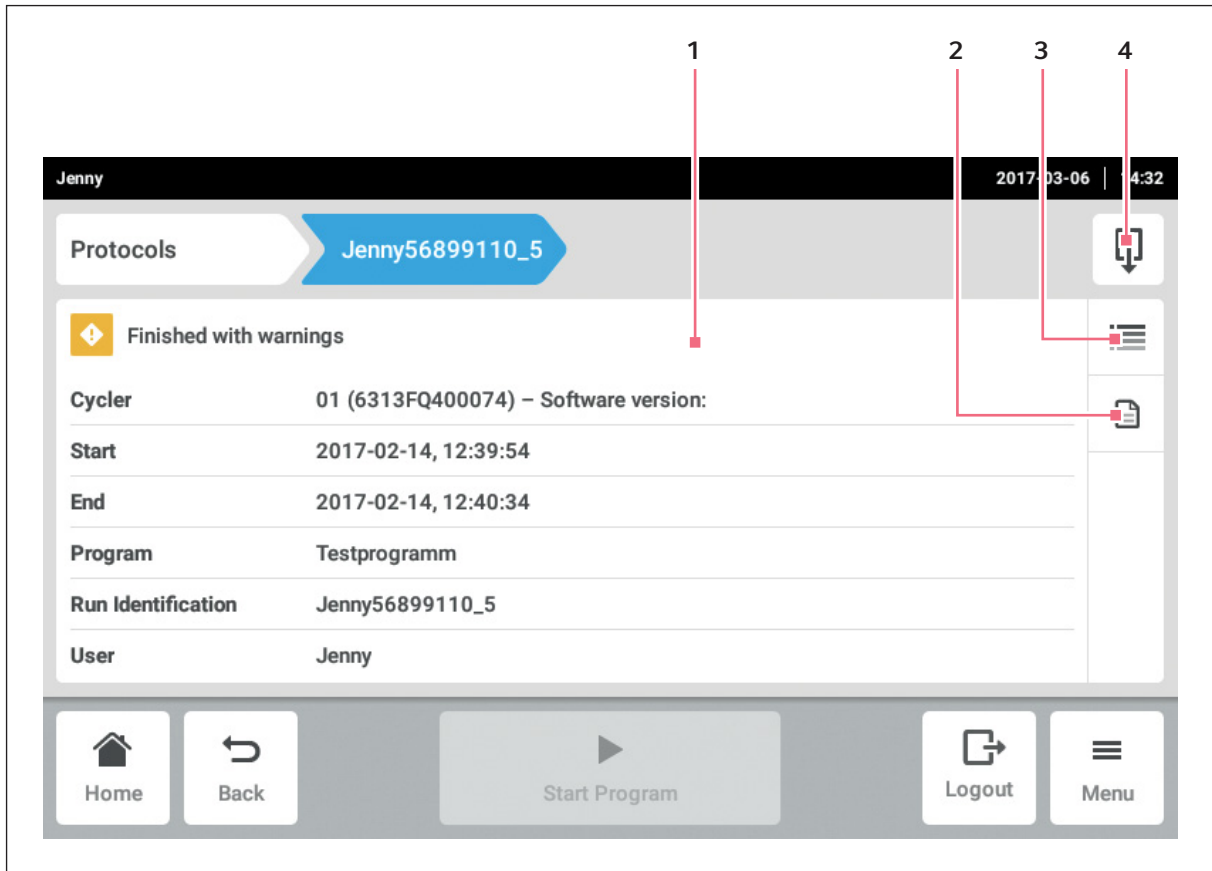 1 2 3 4
Jenny 2017-03-06 | 14:32
Protocols Jenny56899110_5
Finished with warnings
Cycler 01 (6313FQ400074) – Software version:
Start 2017-02-14, 12:39:54
End 2017-02-14, 12:40:34
Program Testprogramm
Run Identification Jenny56899110_5
User Jenny
Home Back Start Program Logout Menu